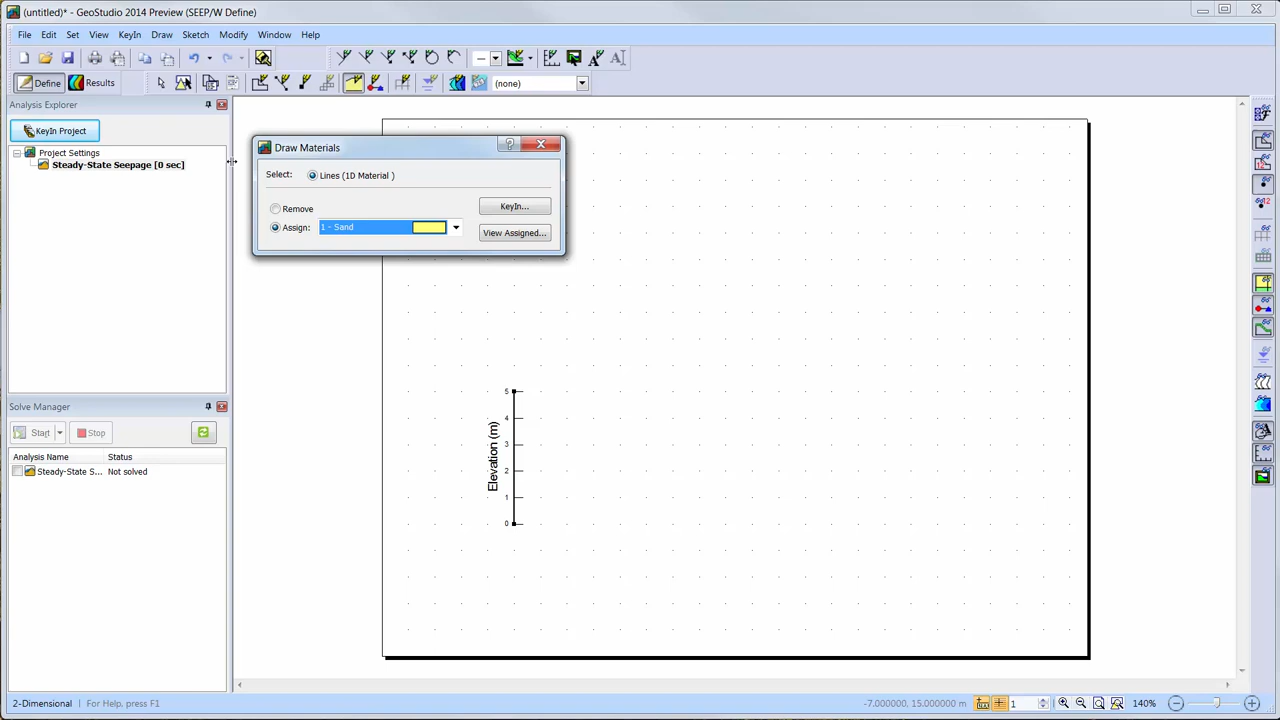 (untitled)* - GeoStudio 2014 Preview (SEEP/W Define)
File Edit Set View KeyIn Draw Sketch Modify Window Help
Define Results (none)
Asialysis Explorer
KeyIn Project
Project Settings
Steady-State Seepage [0 sec]
Draw Materials
Select: Lines (1D Material )
Remove
KeyIn...
Assign: 1 - Sand
View Assigned...
5
4
3
2
1
0
Elevation (m)
Solve Manager
Start Stop
Analysis Name Status
Steady-State S... Not solved
2-Dimensional For Help, press F1 -7.000000, 15.000000 m 1 140%